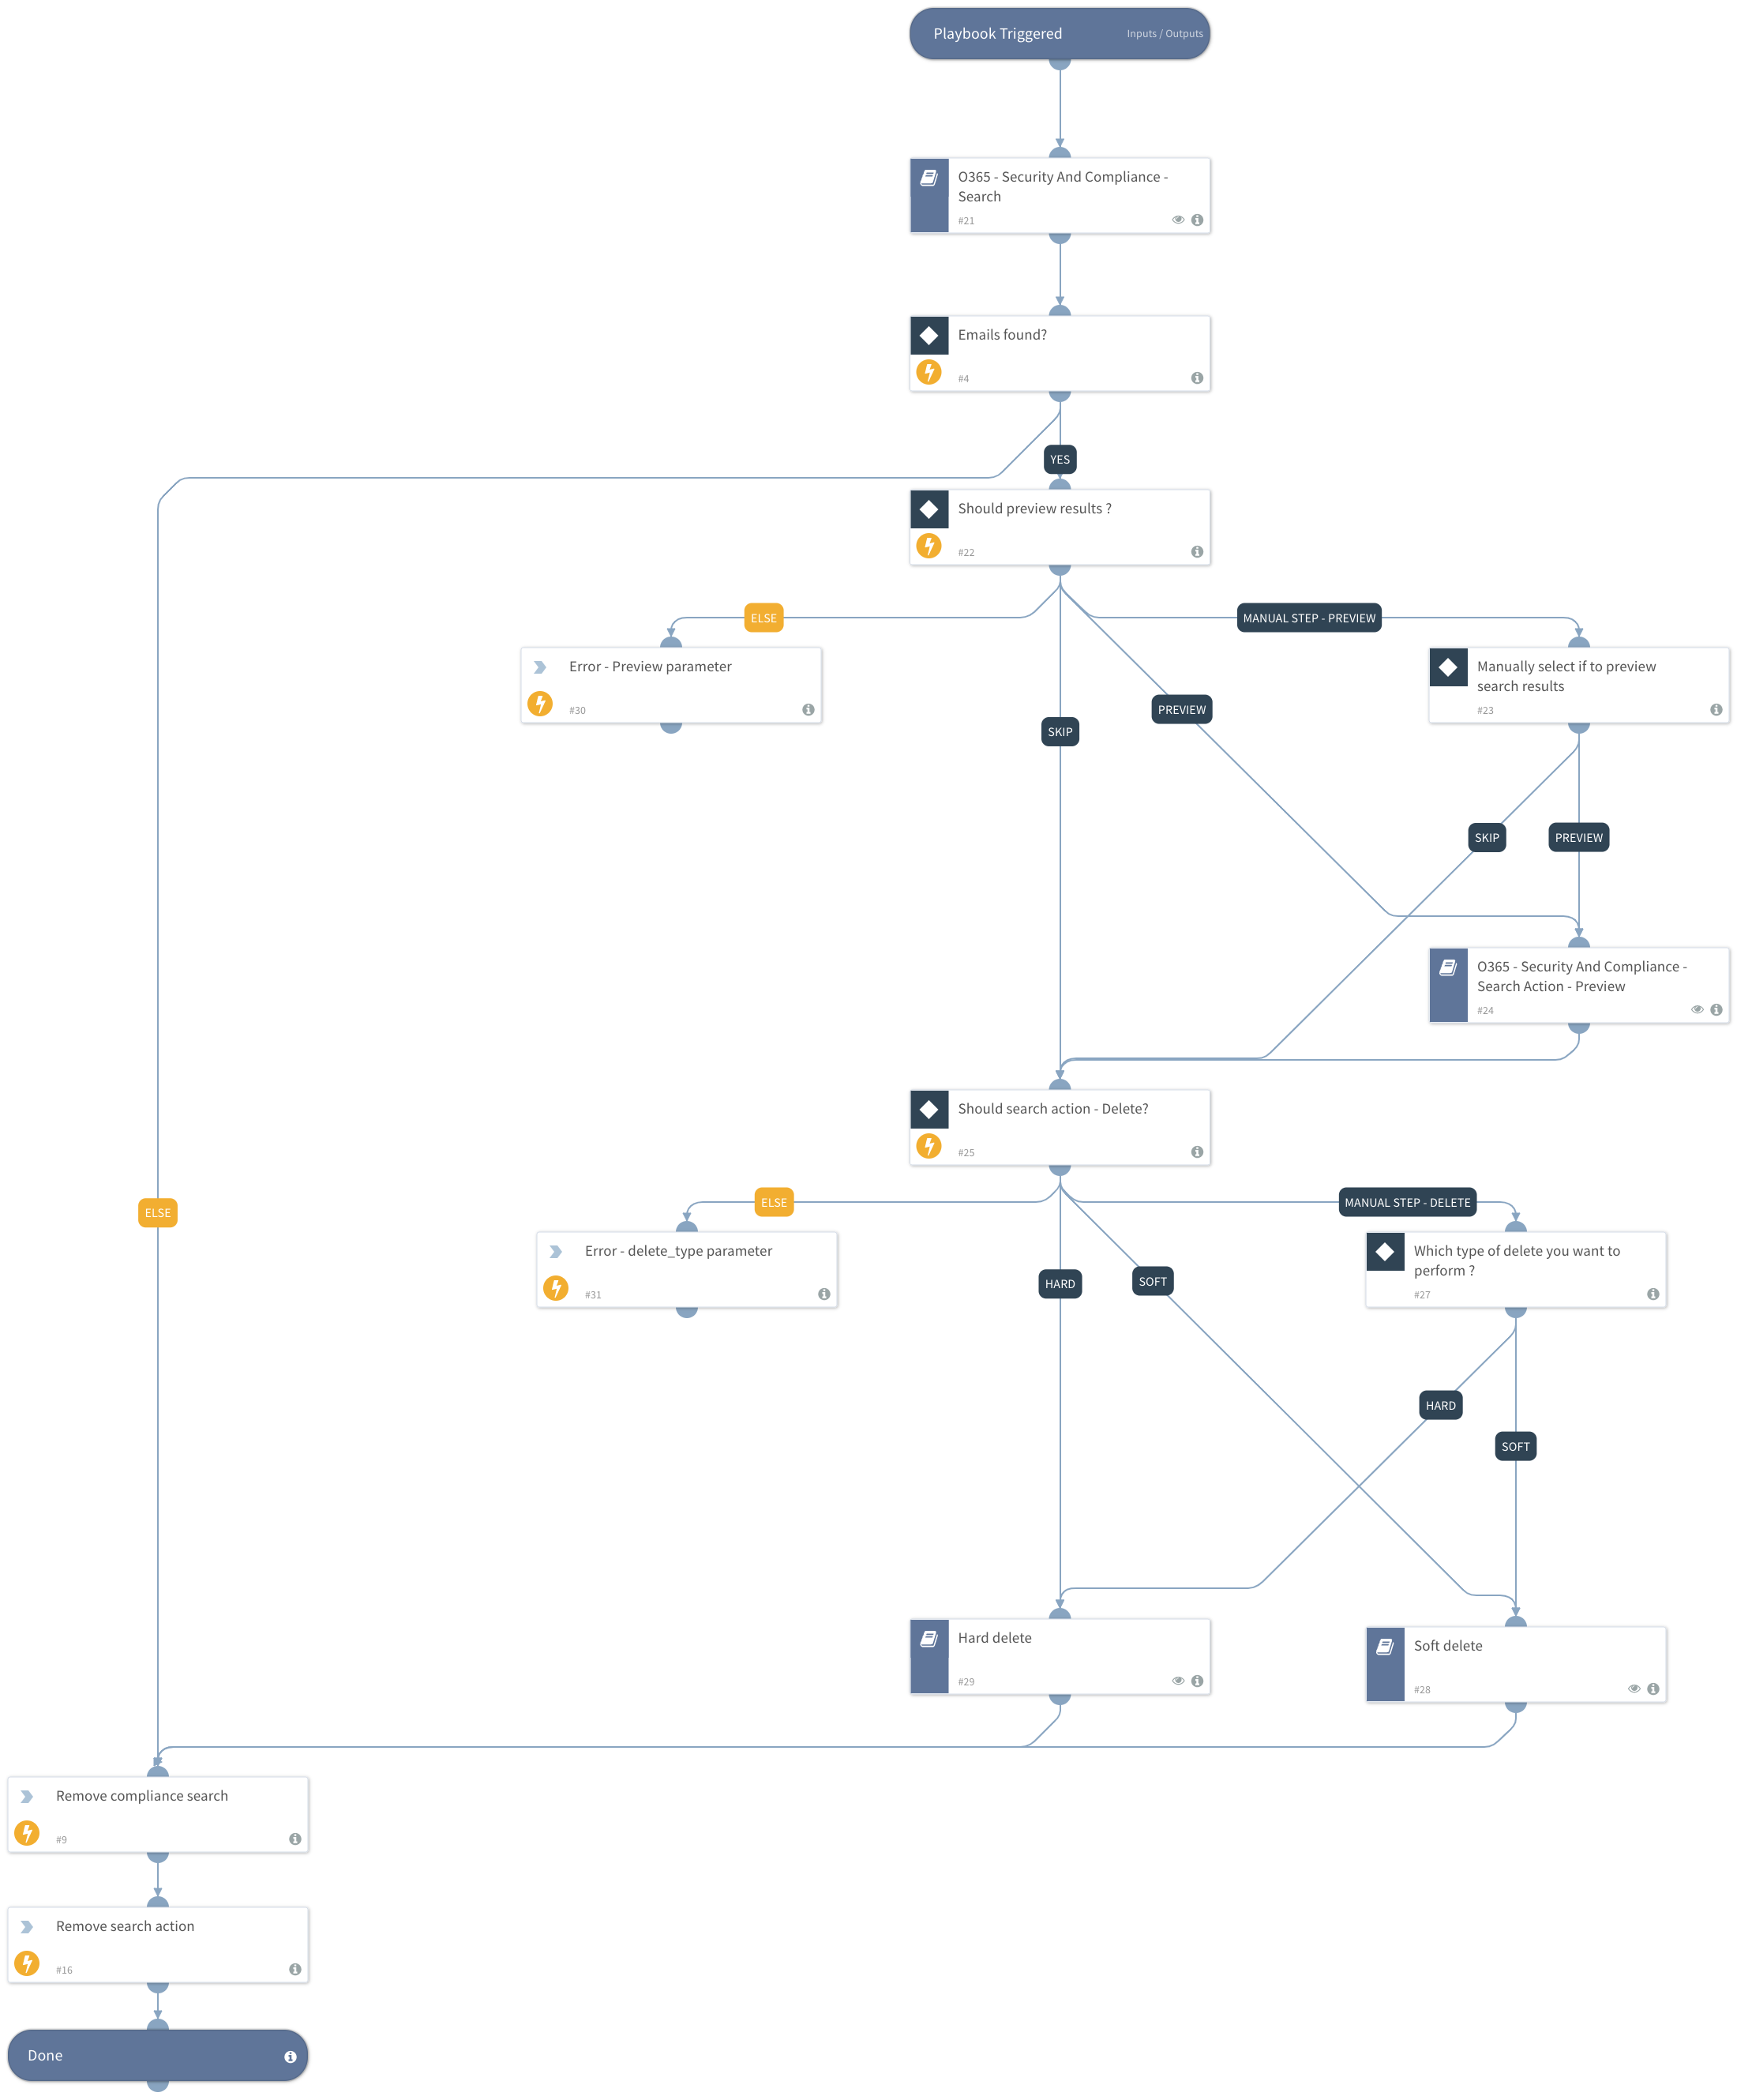 Playbook Triggered
Inputs / Outputs
O365 - Security And Compliance -
Search
#21
Emails found?
#4
YES
Should preview results ?
#22
ELSE
MANUAL STEP - PREVIEW
Error - Preview parameter
#30
Manually select if to preview
search results
#23
PREVIEW
SKIP
SKIP
PREVIEW
O365 - Security And Compliance -
Search Action - Preview
#24
Should search action - Delete?
#25
ELSE
ELSE
MANUAL STEP - DELETE
Error - delete_type parameter
#31
Which type of delete you want to
perform ?
#27
HARD
SOFT
HARD
SOFT
Hard delete
#29
Soft delete
#28
Remove compliance search
#9
Remove search action
#16
Done